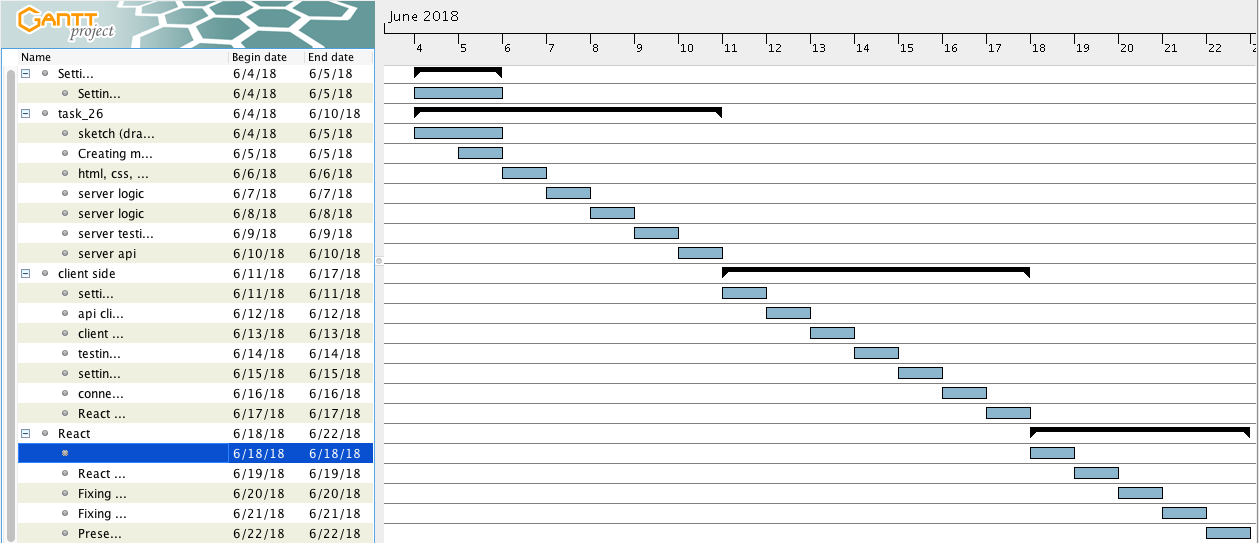 GANTT
project
June 2018
4 5 6 7 8 9 10 11 12 13 14 15 16 17 18 19 20 21 22 2
Name Begin date End date
Setti... 6/4/18 6/5/18
Settin... 6/4/18 6/5/18
task_26 6/4/18 6/10/18
sketch (dra... 6/4/18 6/5/18
Creating m... 6/5/18 6/5/18
html, css, ... 6/6/18 6/6/18
server logic 6/7/18 6/7/18
server logic 6/8/18 6/8/18
server testi... 6/9/18 6/9/18
server api 6/10/18 6/10/18
client side 6/11/18 6/17/18
setti... 6/11/18 6/11/18
api cli... 6/12/18 6/12/18
client ... 6/13/18 6/13/18
testin... 6/14/18 6/14/18
settin... 6/15/18 6/15/18
conne... 6/16/18 6/16/18
React ... 6/17/18 6/17/18
React 6/18/18 6/22/18
6/18/18 6/18/18
React ... 6/19/18 6/19/18
Fixing ... 6/20/18 6/20/18
Fixing ... 6/21/18 6/21/18
Prese... 6/22/18 6/22/18